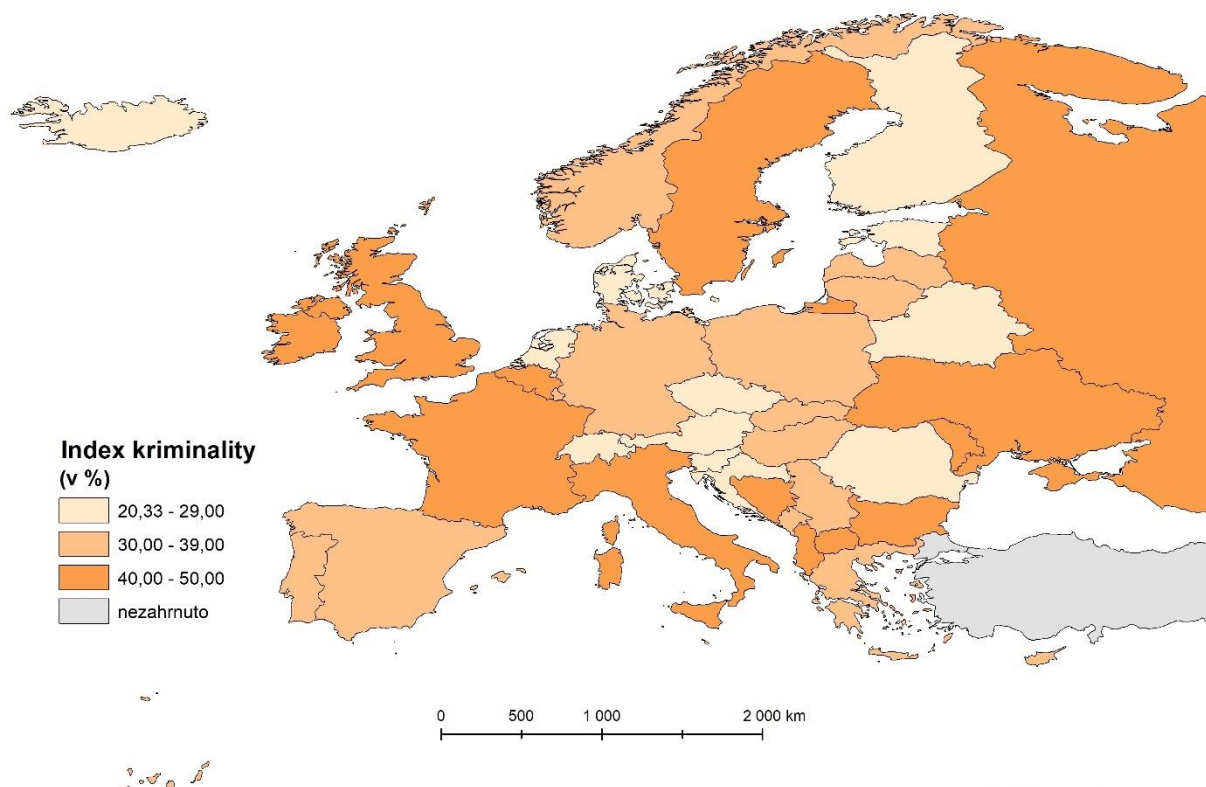 Index kriminality
(v %)
20,33 - 29,00
30,00 - 39,00
40,00 - 50,00
nezahrnuto
0 500 1 000 2 000 km